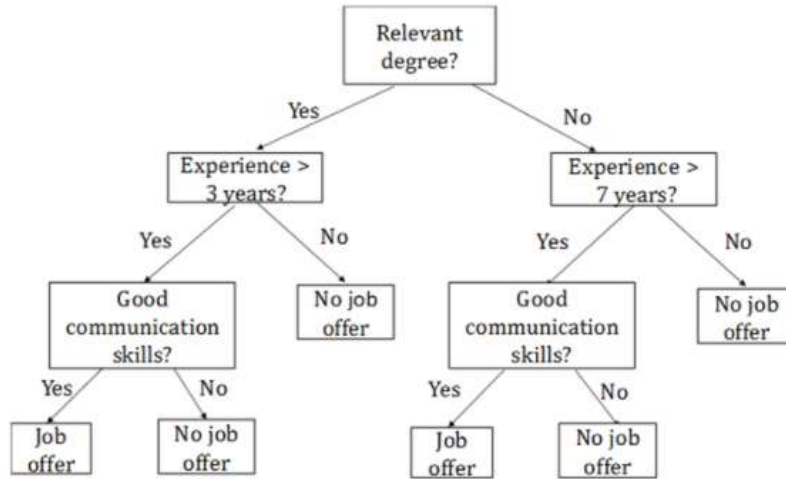 Relevant
degree?
Yes
No
Experience >
3 years?
Experience >
7 years?
Yes
No
Yes
No
Good
communication
skills?
No job
offer
Good
communication
skills?
No job
offer
Yes
No
Yes
No
Job
offer
No job
offer
Job
offer
No job
offer